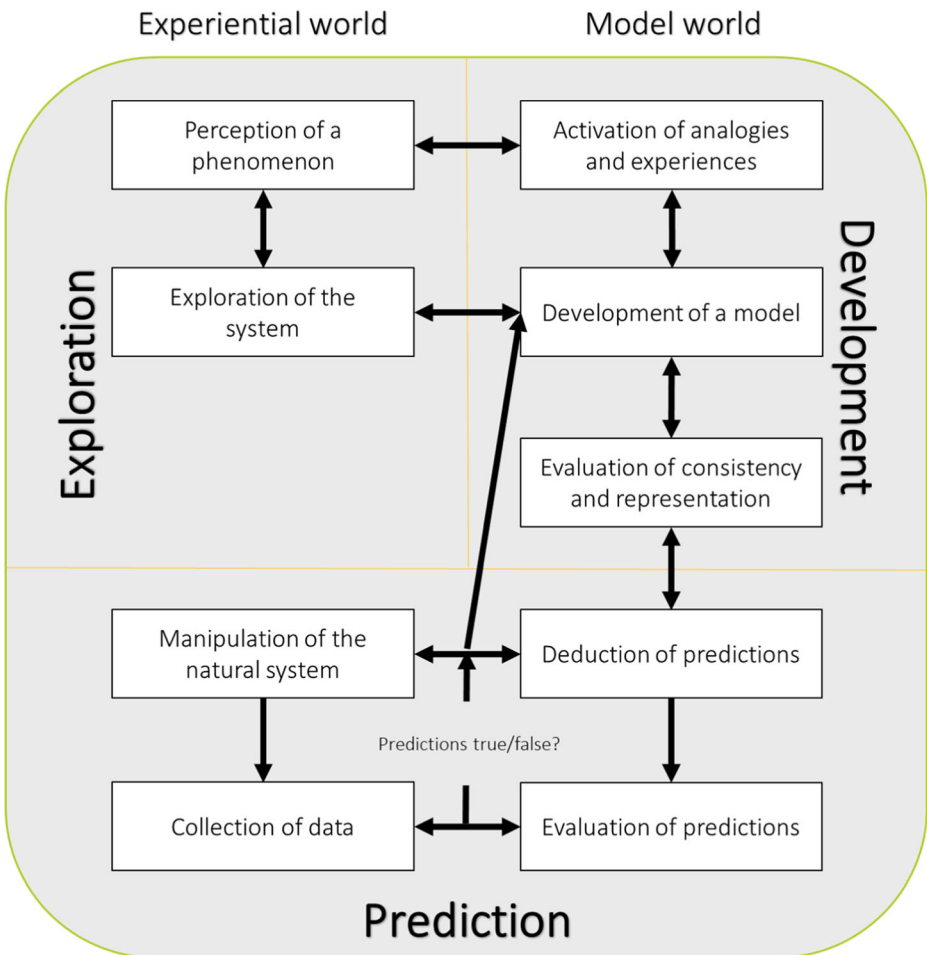 Experiential world
Model world
Perception of a
phenomenon
Activation of analogies
and experiences
Exploration
Exploration of the
system
Development of a model
Development
Evaluation of consistency
and representation
Manipulation of the
natural system
Deduction of predictions
Predictions true/false?
Collection of data
Evaluation of predictions
Prediction